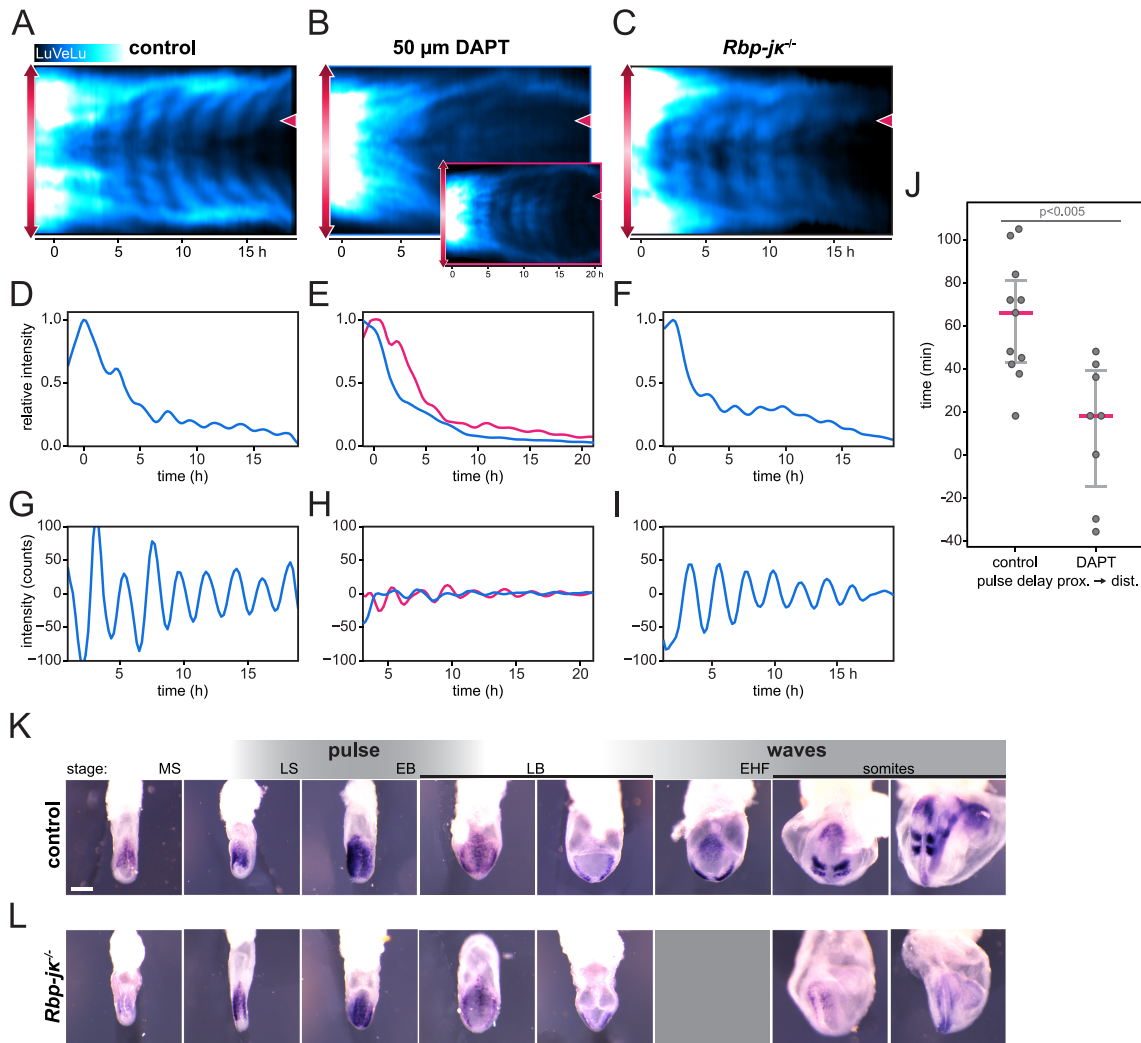 A
B
C
control
50 µm DAPT
Rbp-jκ-/-
LuVeLu
0 5 10 15 h
0 5
0 5 10 15 20 h
0 5 10 15 h
J
p<0.005
100
80
60
40
20
0
−20
−40
time (min)
control DAPT
pulse delay prox. → dist.
D
E
F
relative intensity
1.0
0.5
1.0
0 5 10 15
time (h)
1.0
0.5
0.0
0 5 10 15 20
time (h)
1.0
0.5
0.0
0 5 10 15
time (h)
G
H
I
intensity (counts)
100
50
0
−50
−100
5 10 15
time (h)
100
50
0
−50
−100
5 10 15 20
time (h)
100
50
0
−50
−100
5 10 15 h
time (h)
K
pulse waves
stage: MS LS EB LB EHF somites
control
L
Rbp-jκ-/-